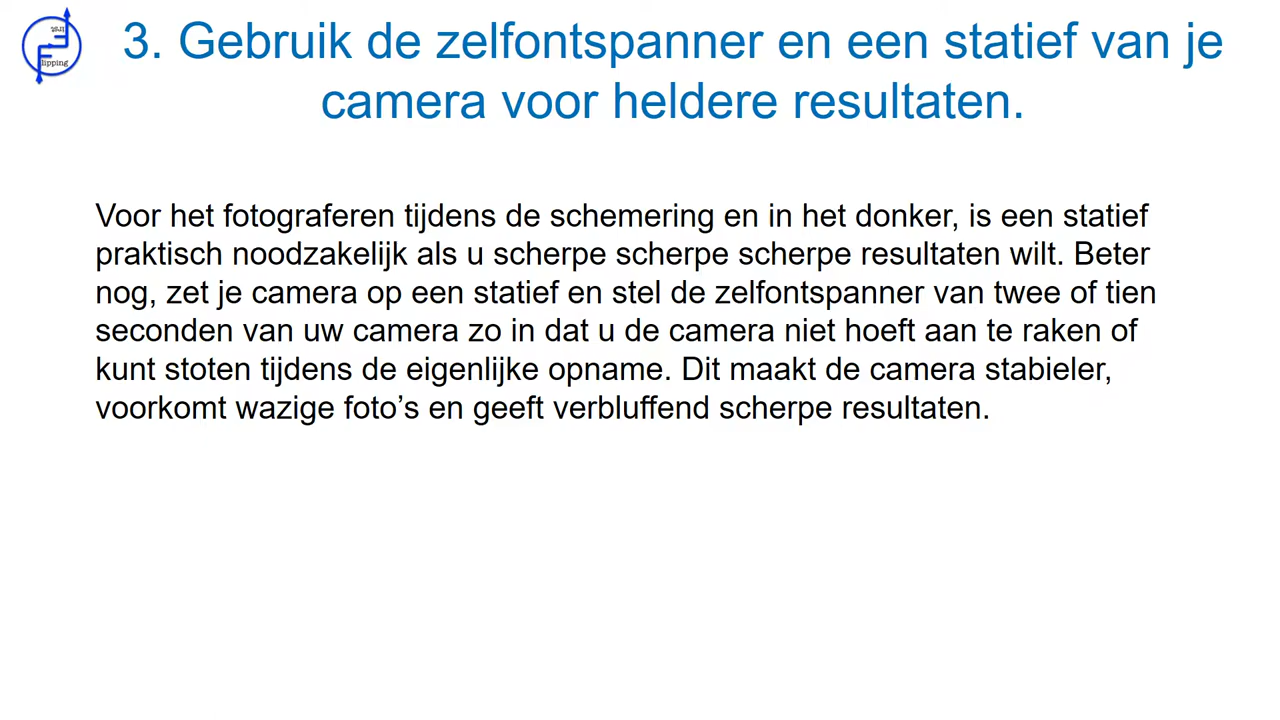 3. Gebruik de zelfontspanner en een statief van je
camera voor heldere resultaten.
lipping
Voor het fotograferen tijdens de schemering en in het donker, is een statief
praktisch noodzakelijk als u scherpe scherpe scherpe resultaten wilt. Beter
nog, zet je camera op een statief en stel de zelfontspanner van twee of tien
seconden van uw camera zo in dat u de camera niet hoeft aan te raken of
kunt stoten tijdens de eigenlijke opname. Dit maakt de camera stabieler,
voorkomt wazige foto’s en geeft verbluffend scherpe resultaten.